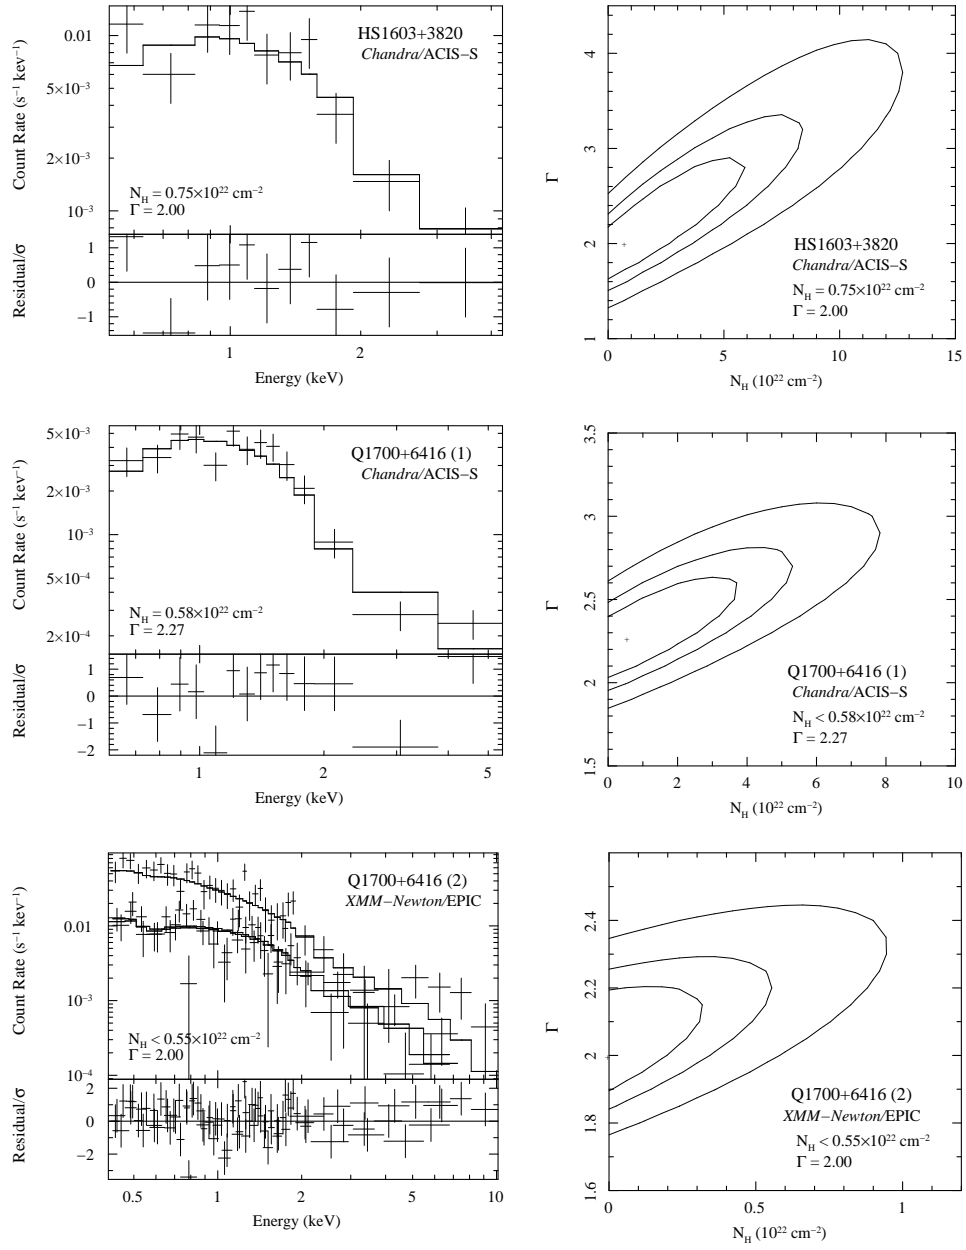 HS1603+3820
Chandra/ACIS−S
Count Rate (s⁻¹ kev⁻¹)
0.01
5×10⁻³
2×10⁻³
10⁻³
N_H = 0.75×10²² cm⁻²
Γ = 2.00
Residual/σ
1
0
−1
1
2
Energy (keV)
4
3
2
1
Γ
HS1603+3820
Chandra/ACIS−S
N_H = 0.75×10²² cm⁻²
Γ = 2.00
0
5
10
15
N_H (10²² cm⁻²)
Q1700+6416 (1)
Chandra/ACIS−S
Count Rate (s⁻¹ kev⁻¹)
5×10⁻³
2×10⁻³
10⁻³
5×10⁻⁴
2×10⁻⁴
N_H = 0.58×10²² cm⁻²
Γ = 2.27
Residual/σ
1
0
−1
−2
1
2
5
Energy (keV)
3.5
3
2.5
2
1.5
Γ
Q1700+6416 (1)
Chandra/ACIS−S
N_H < 0.58×10²² cm⁻²
Γ = 2.27
0
2
4
6
8
10
N_H (10²² cm⁻²)
Q1700+6416 (2)
XMM−Newton/EPIC
Count Rate (s⁻¹ kev⁻¹)
0.01
10⁻³
10⁻⁴
N_H < 0.55×10²² cm⁻²
Γ = 2.00
Residual/σ
2
0
−2
0.5
1
2
5
10
Energy (keV)
2.4
2.2
2
1.8
1.6
Γ
Q1700+6416 (2)
XMM−Newton/EPIC
N_H < 0.55×10²² cm⁻²
Γ = 2.00
0
0.5
1
N_H (10²² cm⁻²)